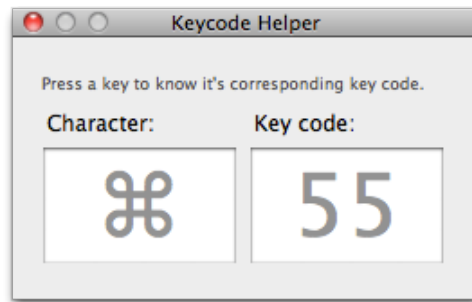 Keycode Helper
Press a key to know it's corresponding key code.
Character: Key code:
⌘ 55